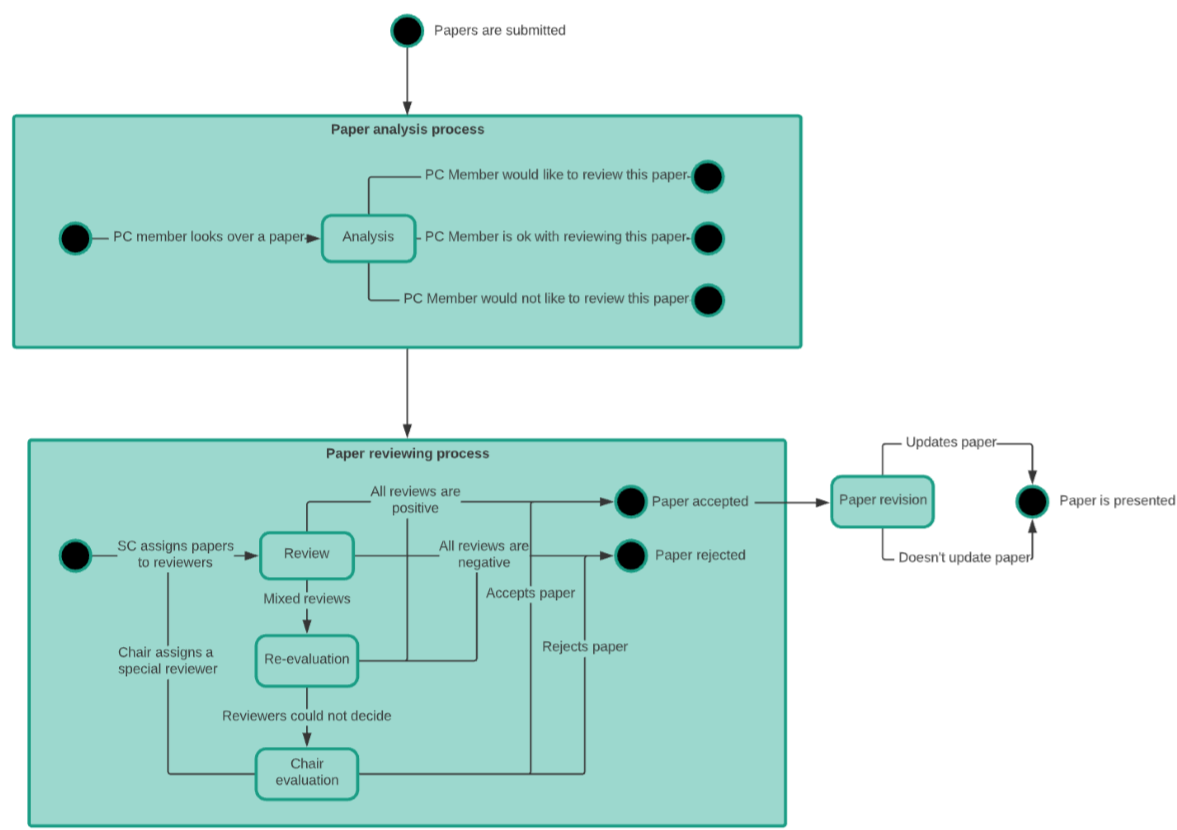 Papers are submitted
Paper analysis process
PC Member would like to review this paper
PC member looks over a paper
Analysis
PC Member is ok with reviewing this paper
PC Member would not like to review this paper
Paper reviewing process
All reviews are
positive
Paper accepted
SC assigns papers
to reviewers
Review
All reviews are
negative
Paper rejected
Mixed reviews
Accepts paper
Chair assigns a
special reviewer
Re-evaluation
Rejects paper
Reviewers could not decide
Chair
evaluation
Updates paper
Paper revision
Paper is presented
Doesn't update paper